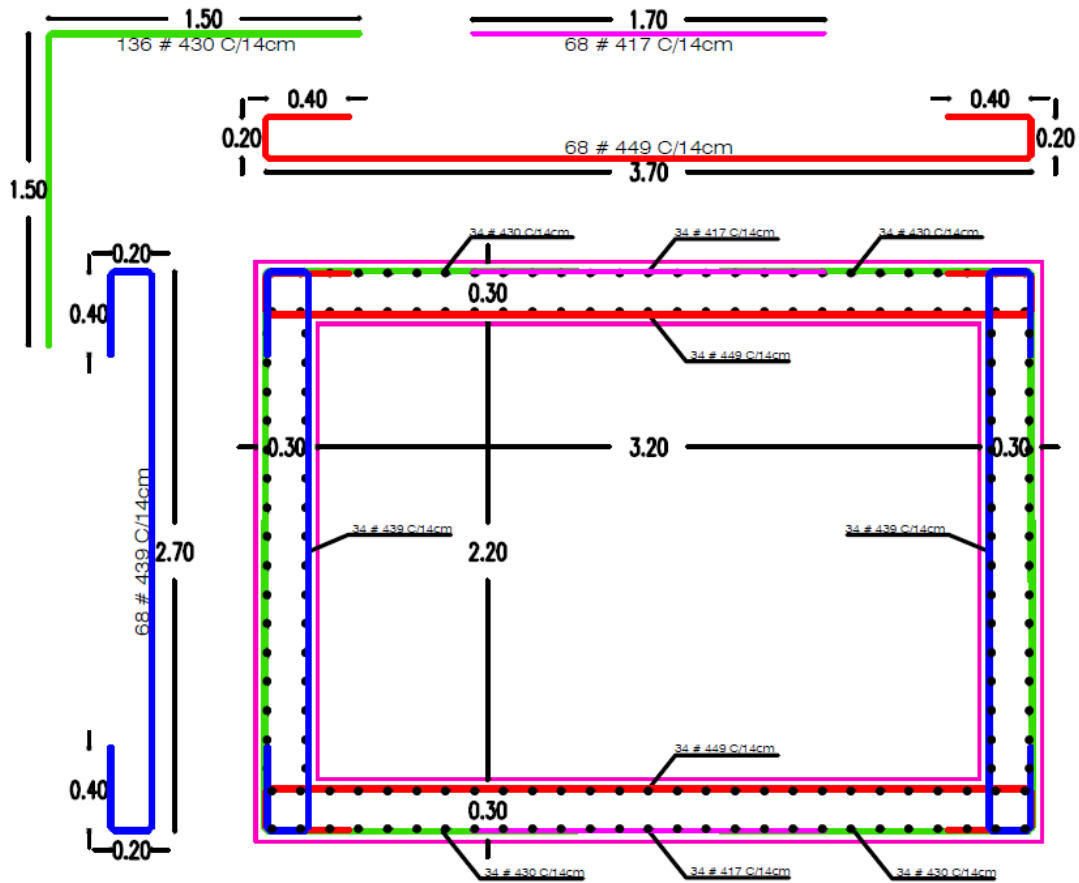 1.50
136 # 430 C/14cm
1.70
68 # 417 C/14cm
0.40
0.40
0.20
68 # 449 C/14cm
0.20
3.70
1.50
34 # 430 C/14cm
34 # 417 C/14cm
34 # 430 C/14cm
0.20
0.30
0.40
34 # 449 C/14cm
0.30
3.20
0.30
68 # 439 C/14cm
2.70
34 # 439 C/14cm
34 # 439 C/14cm
2.20
34 # 449 C/14cm
0.40
0.30
0.20
34 # 430 C/14cm
34 # 417 C/14cm
34 # 430 C/14cm